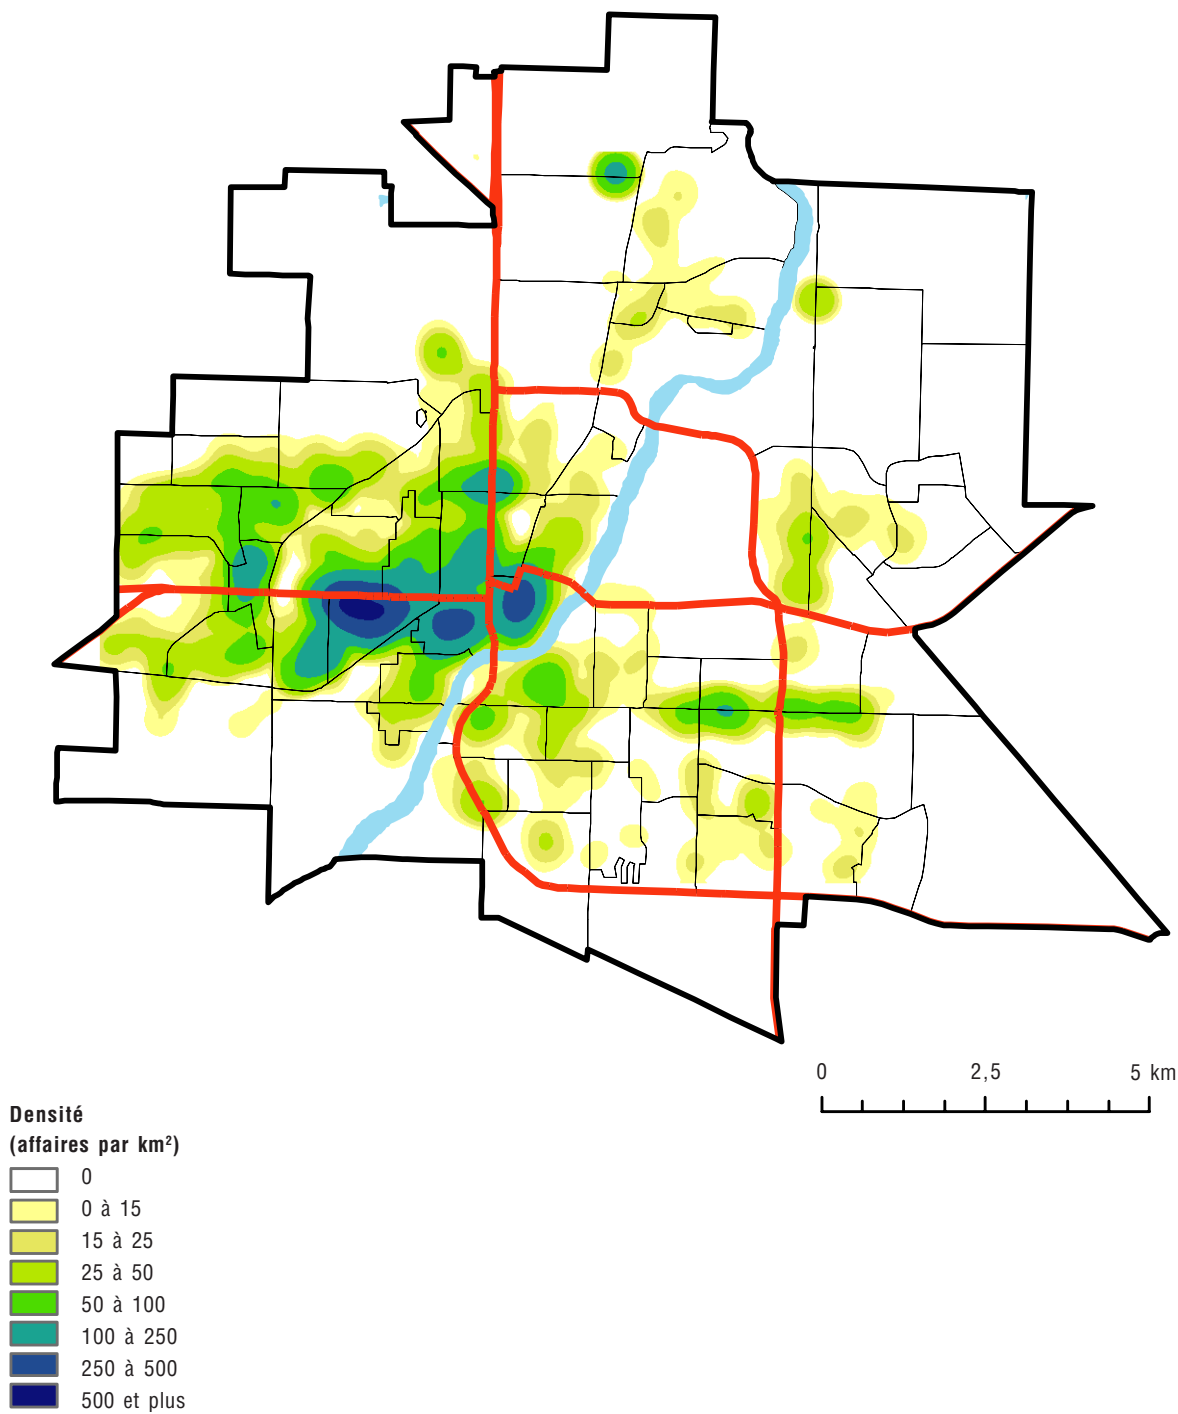 0 2,5 5 km
Densité
(affaires par km²)
0
0 à 15
15 à 25
25 à 50
50 à 100
100 à 250
250 à 500
500 et plus